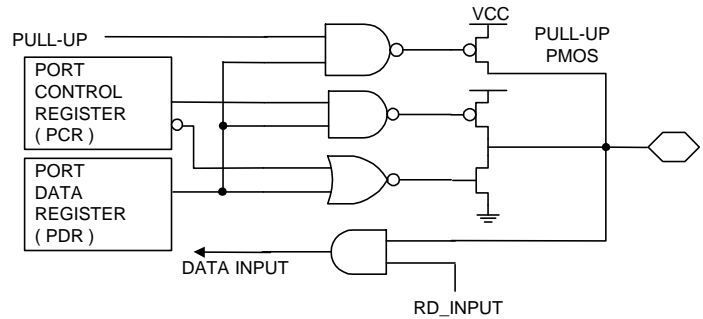 VCC
PULL-UP
PULL-UP
PMOS
PORT
CONTROL
REGISTER
( PCR )
PORT
DATA
REGISTER
( PDR )
DATA INPUT
RD_INPUT